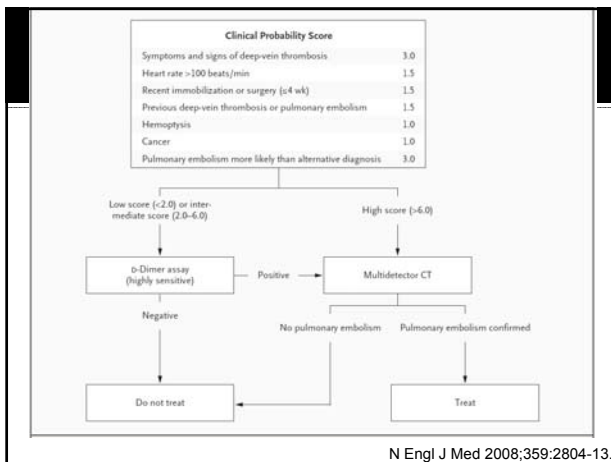 Clinical Probability Score
Symptoms and signs of deep-vein thrombosis 3.0
Heart rate >100 beats/min 1.5
Recent immobilization or surgery (≤4 wk) 1.5
Previous deep-vein thrombosis or pulmonary embolism 1.5
Hemoptysis 1.0
Cancer 1.0
Pulmonary embolism more likely than alternative diagnosis 3.0
Low score (<2.0) or inter-
mediate score (2.0–6.0)
High score (>6.0)
D-Dimer assay
(highly sensitive)
Positive
Multidetector CT
Negative
No pulmonary embolism
Pulmonary embolism confirmed
Do not treat
Treat
N Engl J Med 2008;359:2804-13.